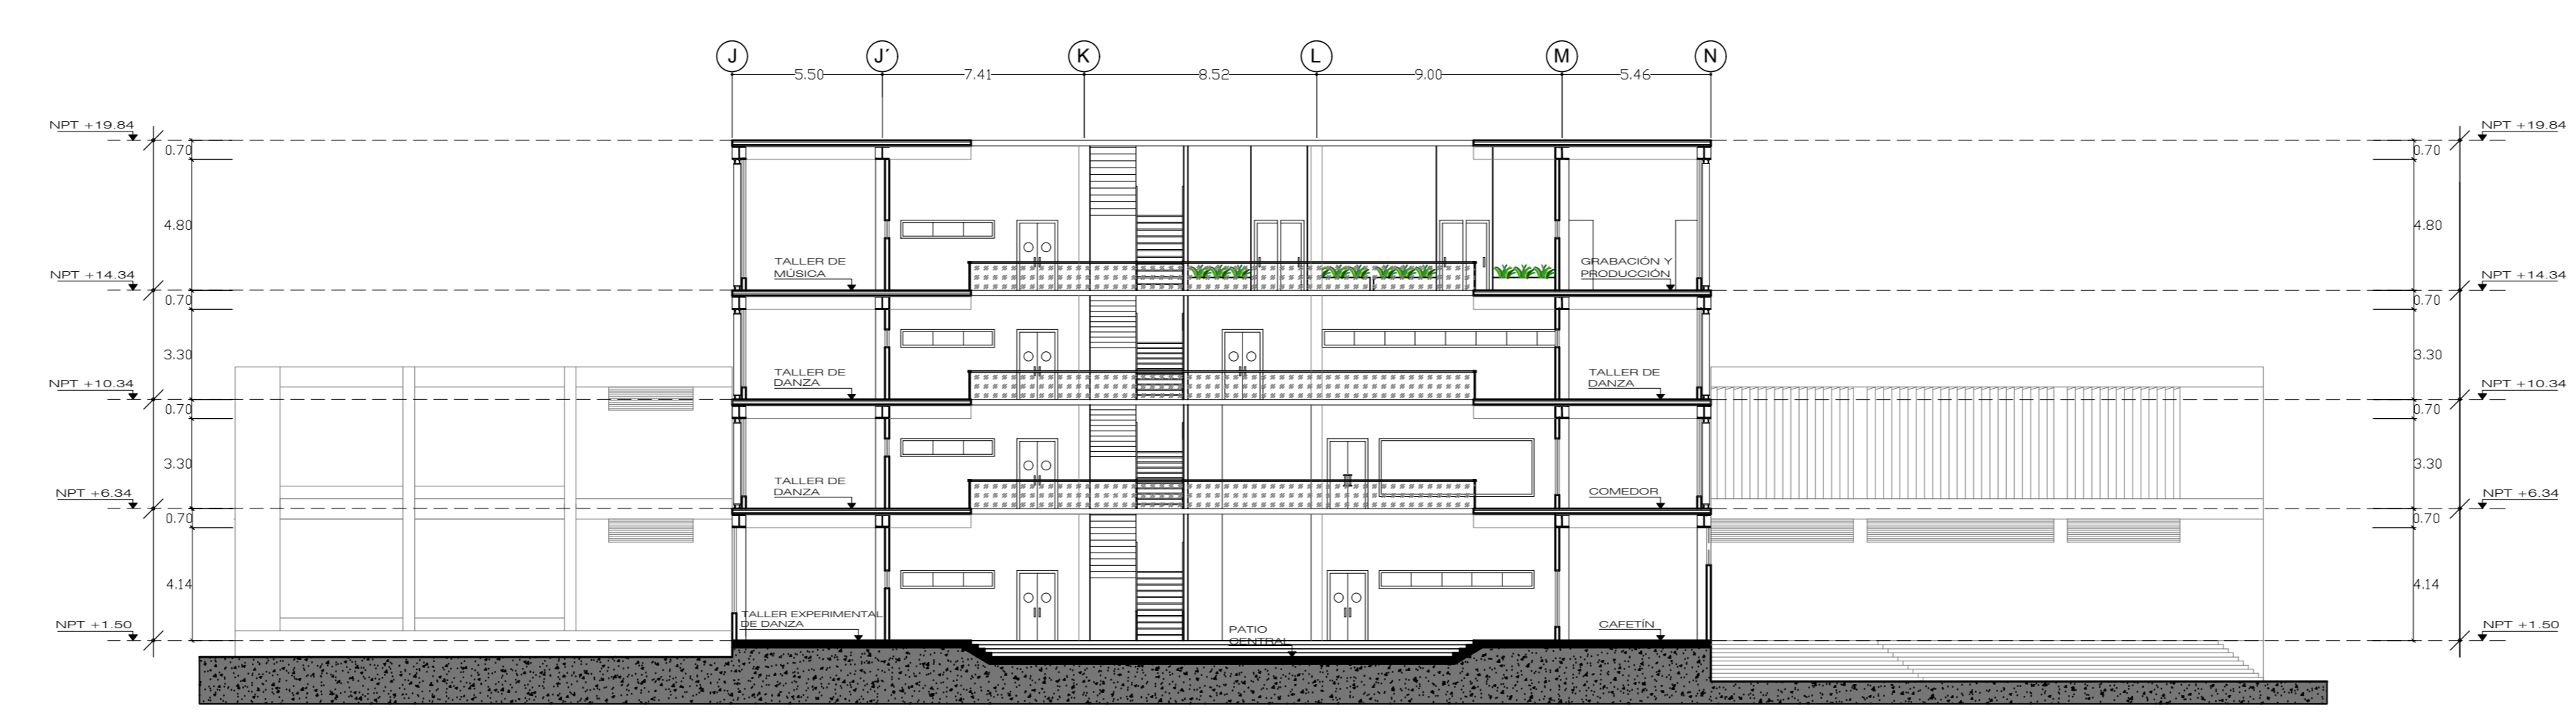 J J´ K L M N
5.50 7.41 8.52 9.00 5.46
NPT +19.84 NPT +19.84
0.70 0.70
4.80 4.80
TALLER DE
MÚSICA
GRABACIÓN Y
PRODUCCIÓN
NPT +14.34 NPT +14.34
0.70 0.70
3.30 3.30
TALLER DE
DANZA
TALLER DE
DANZA
NPT +10.34 NPT +10.34
0.70 0.70
3.30 3.30
TALLER DE
DANZA
COMEDOR
NPT +6.34 NPT +6.34
0.70 0.70
4.14 4.14
TALLER EXPERIMENTAL
DE DANZA
PATIO
CENTRAL
CAFETÍN
NPT +1.50 NPT +1.50